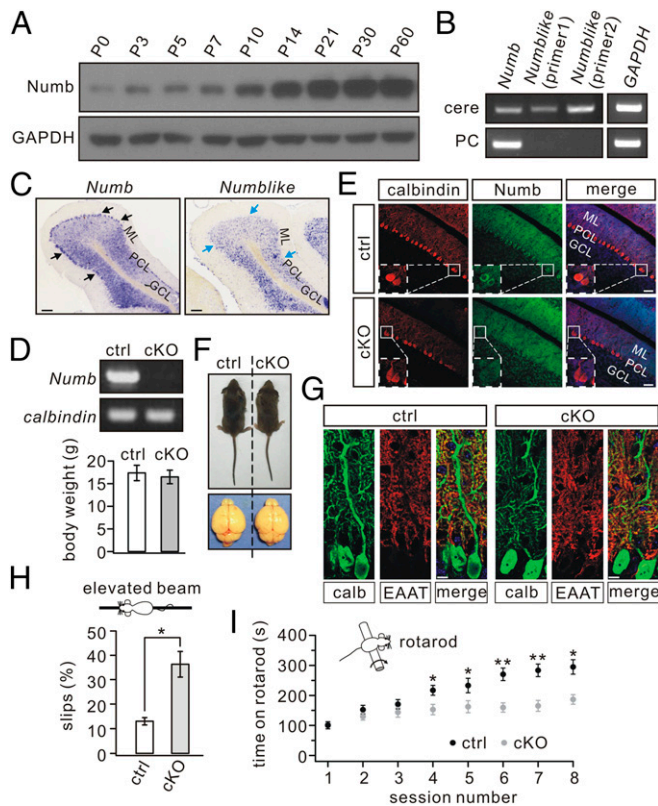 A
P0 P3 P5 P7 P10 P14 P21 P30 P60
Numb
GAPDH
B
Numb
Numblike
(primer1)
Numblike
(primer2)
GAPDH
cere
PC
C
Numb
Numblike
ML
PCL
GCL
ML
PCL
GCL
D
ctrl cKO
Numb
calbindin
body weight (g)
20
15
10
5
0
E
calbindin Numb merge
ctrl
cKO
ML
PCL
GCL
ML
PCL
GCL
F
ctrl cKO
G
ctrl cKO
calb EAAT merge calb EAAT merge
H
elevated beam
*
slips (%)
50
40
30
20
10
0
ctrl
cKO
I
rotarod
time on rotarod (s)
400
300
200
100
0
* * ** ** *
ctrl cKO
1 2 3 4 5 6 7 8
session number